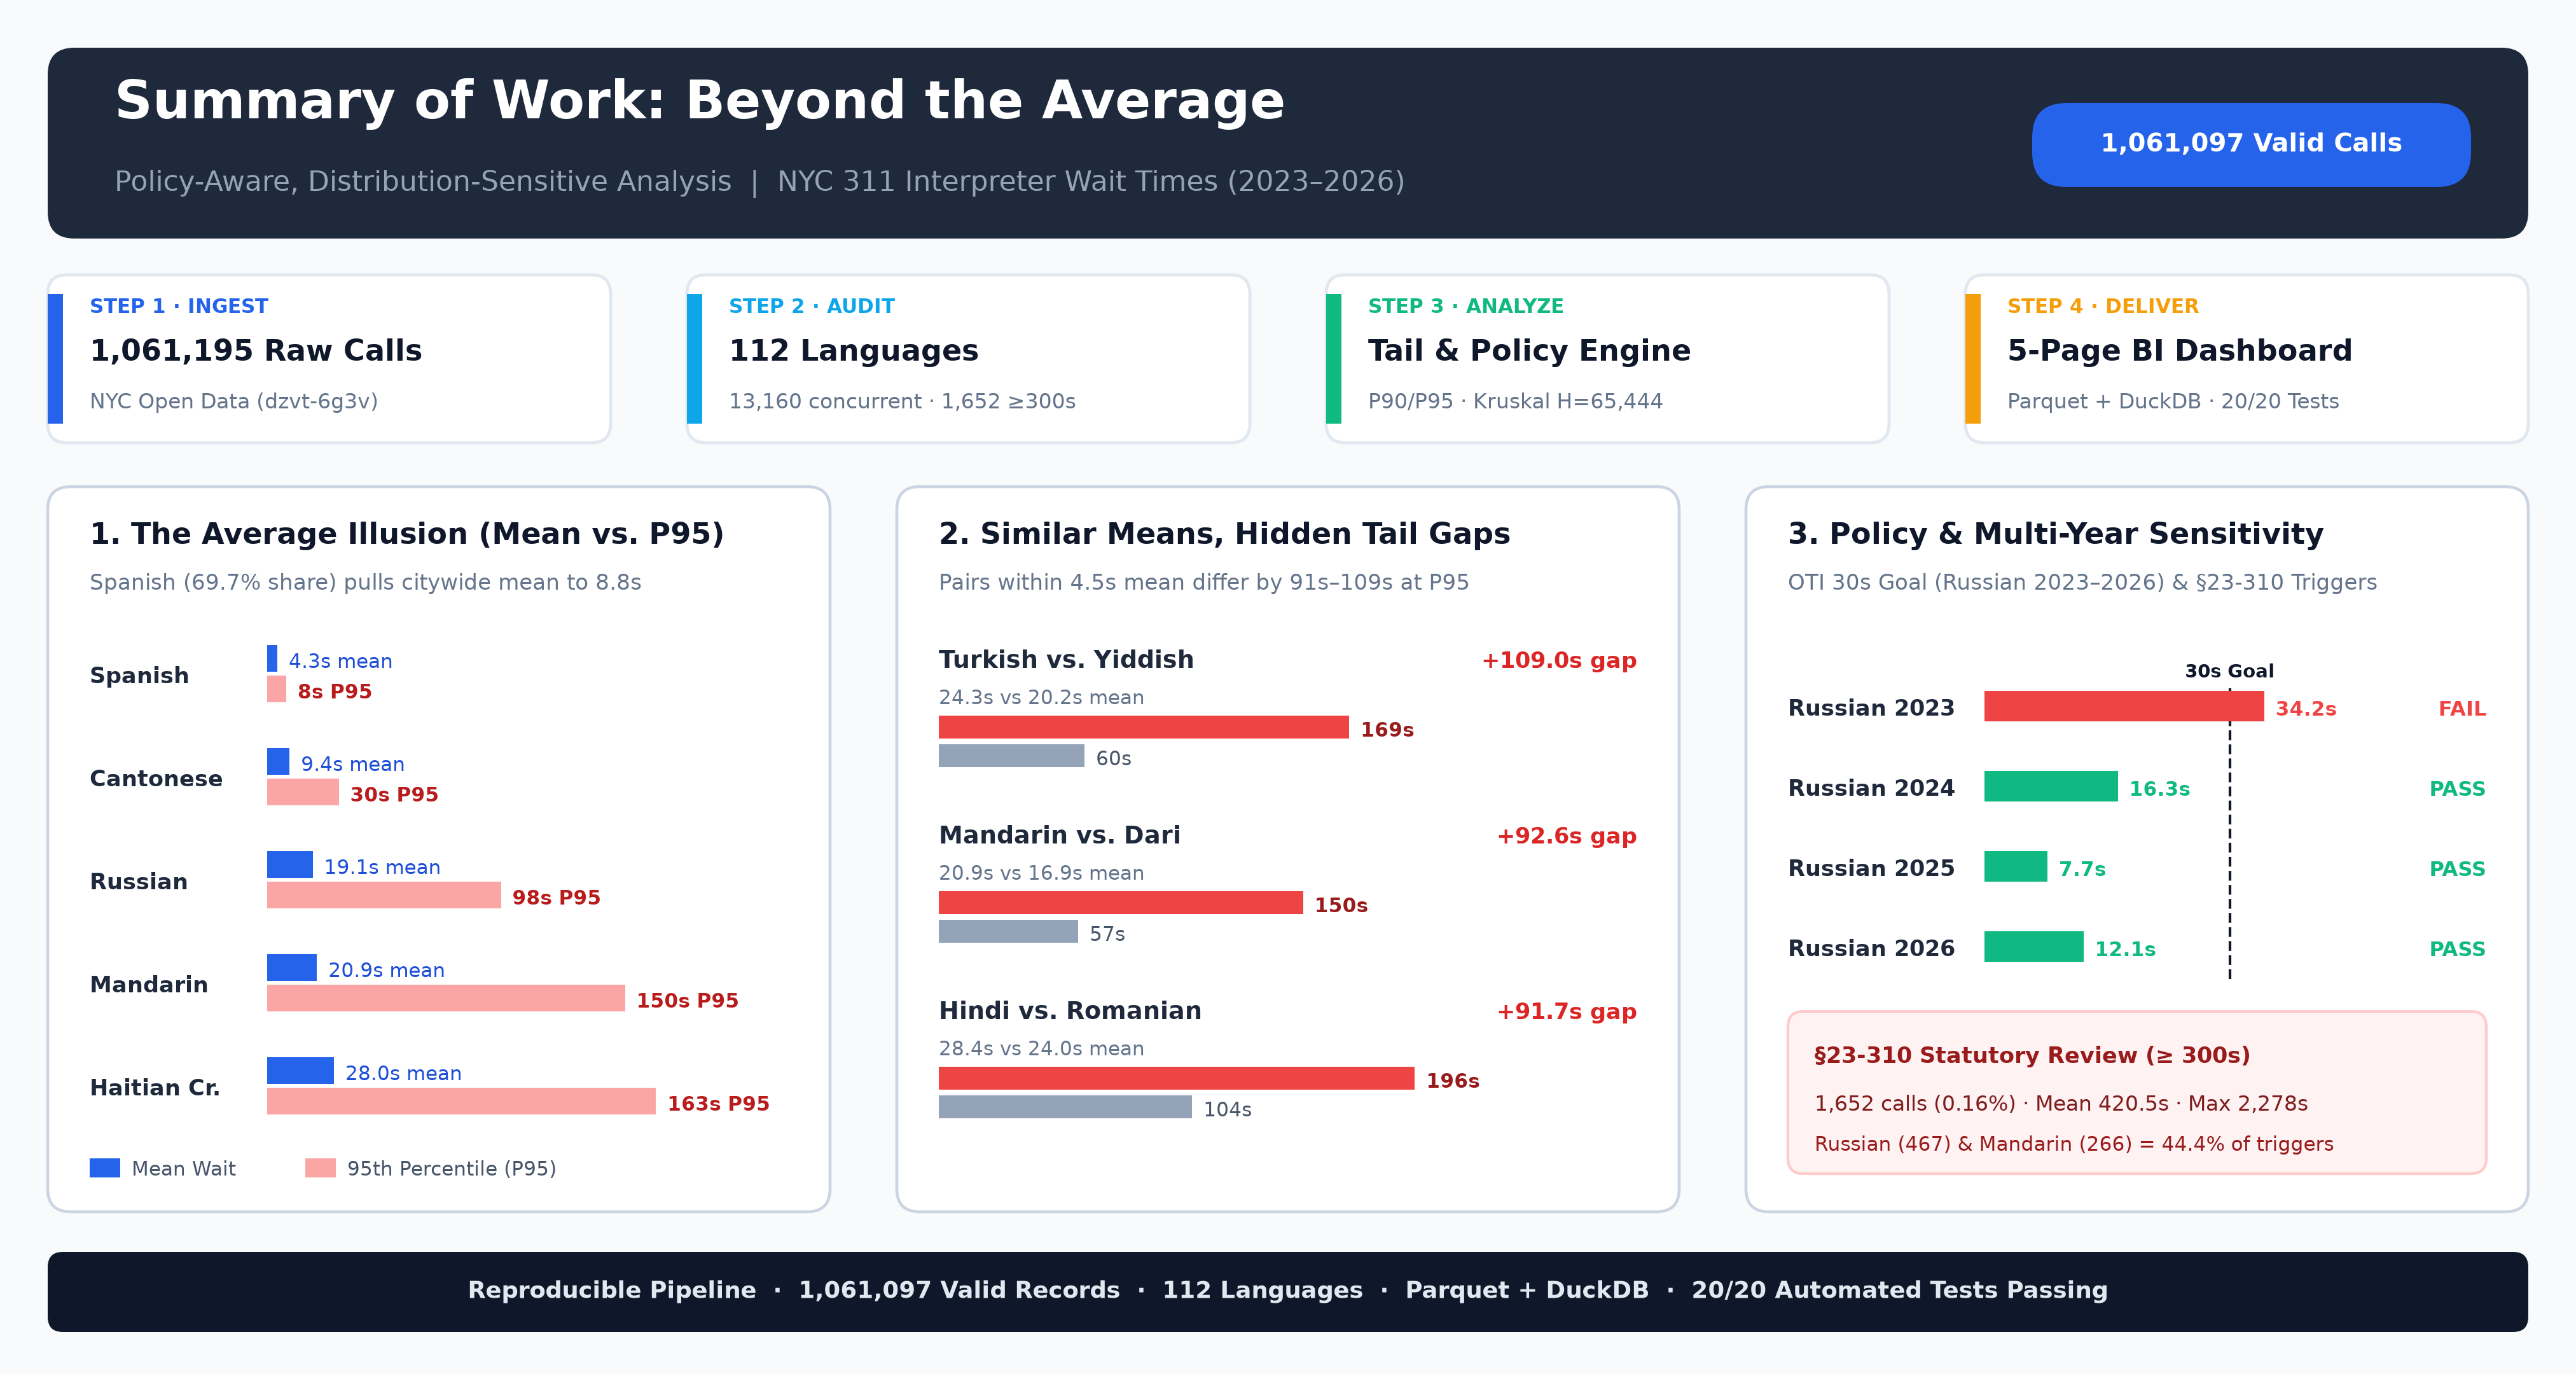 Summary of Work: Beyond the Average
Policy-Aware, Distribution-Sensitive Analysis | NYC 311 Interpreter Wait Times (2023–2026)
1,061,097 Valid Calls
STEP 1 · INGEST
1,061,195 Raw Calls
NYC Open Data (dzvt-6g3v)
STEP 2 · AUDIT
112 Languages
13,160 concurrent · 1,652 ≥300s
STEP 3 · ANALYZE
Tail & Policy Engine
P90/P95 · Kruskal H=65,444
STEP 4 · DELIVER
5-Page BI Dashboard
Parquet + DuckDB · 20/20 Tests
1. The Average Illusion (Mean vs. P95)
Spanish (69.7% share) pulls citywide mean to 8.8s
Spanish
4.3s mean
8s P95
Cantonese
9.4s mean
30s P95
Russian
19.1s mean
98s P95
Mandarin
20.9s mean
150s P95
Haitian Cr.
28.0s mean
163s P95
Mean Wait
95th Percentile (P95)
2. Similar Means, Hidden Tail Gaps
Pairs within 4.5s mean differ by 91s–109s at P95
Turkish vs. Yiddish
+109.0s gap
24.3s vs 20.2s mean
169s
60s
Mandarin vs. Dari
+92.6s gap
20.9s vs 16.9s mean
150s
57s
Hindi vs. Romanian
+91.7s gap
28.4s vs 24.0s mean
196s
104s
3. Policy & Multi-Year Sensitivity
OTI 30s Goal (Russian 2023–2026) & §23-310 Triggers
30s Goal
Russian 2023
34.2s
FAIL
Russian 2024
16.3s
PASS
Russian 2025
7.7s
PASS
Russian 2026
12.1s
PASS
§23-310 Statutory Review (≥ 300s)
1,652 calls (0.16%) · Mean 420.5s · Max 2,278s
Russian (467) & Mandarin (266) = 44.4% of triggers
Reproducible Pipeline · 1,061,097 Valid Records · 112 Languages · Parquet + DuckDB · 20/20 Automated Tests Passing